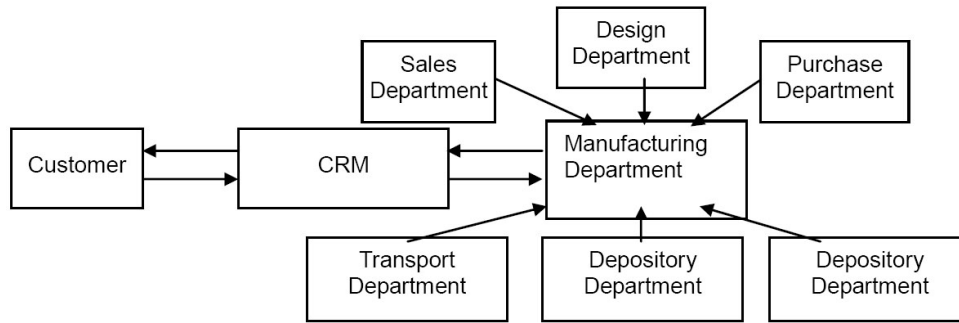 Design
Department
Sales
Department
Purchase
Department
Customer
CRM
Manufacturing
Department
Transport
Department
Depository
Department
Depository
Department